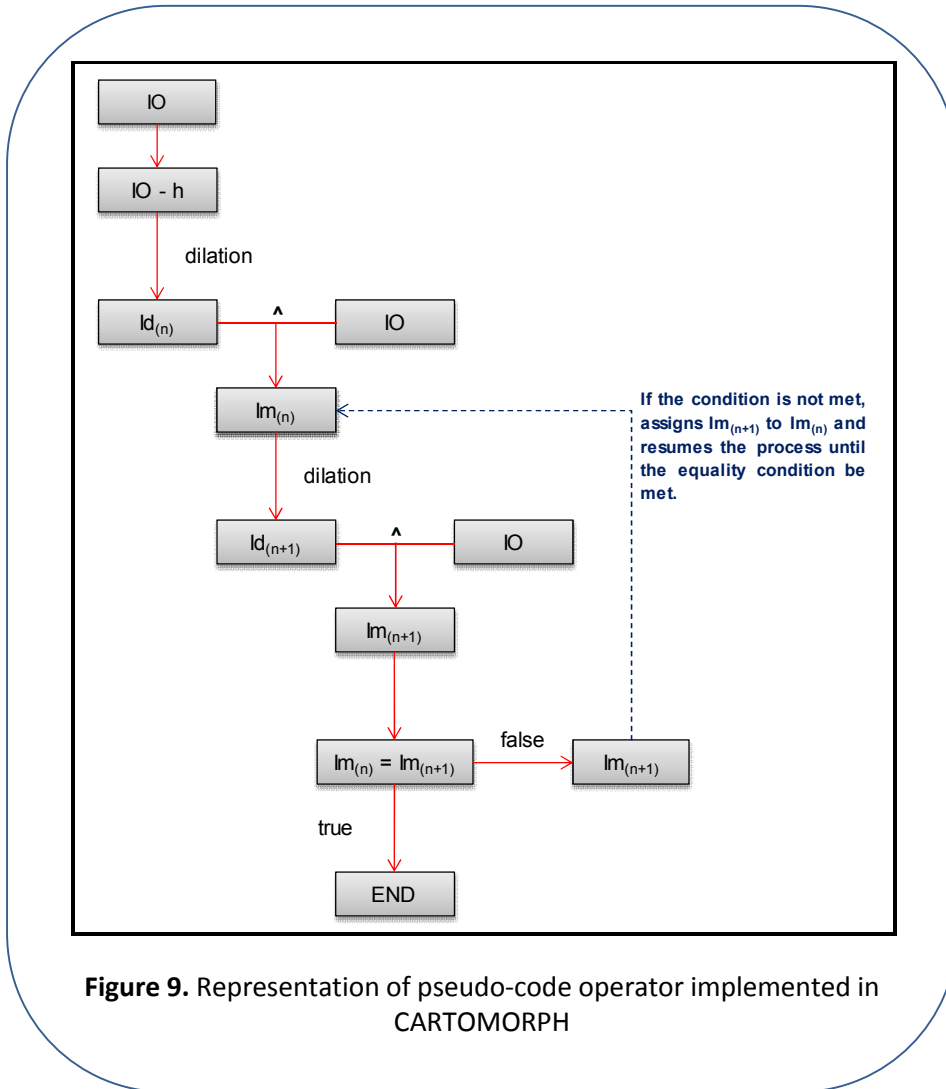 IO
IO - h
dilation
Id(n)
^
IO
Im(n)
If the condition is not met,
assigns Im(n+1) to Im(n) and
resumes the process until
the equality condition be
met.
dilation
Id(n+1)
^
IO
Im(n+1)
Im(n) = Im(n+1)
false
Im(n+1)
true
END
Figure 9. Representation of pseudo-code operator implemented in
CARTOMORPH